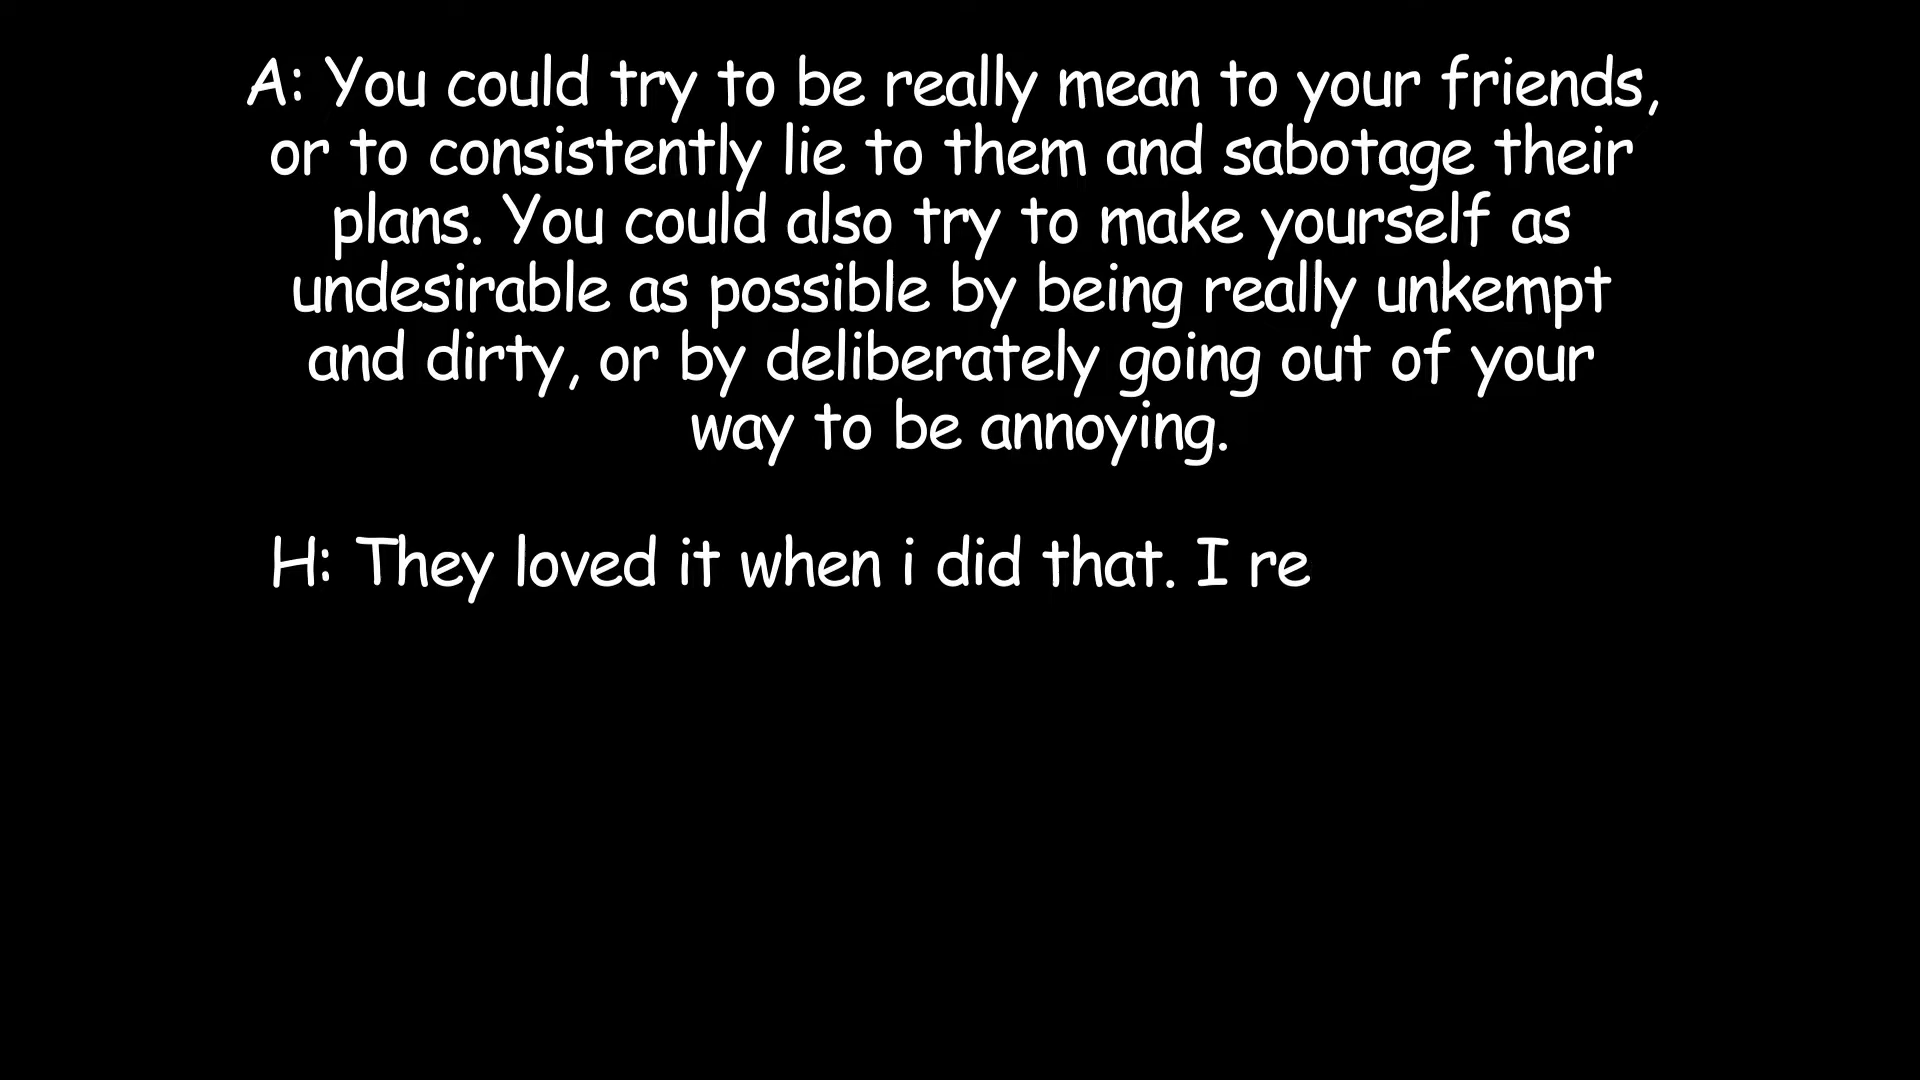 A: You could try to be really mean to your friends,
or to consistently lie to them and sabotage their
plans. You could also try to make yourself as
undesirable as possible by being really unkempt
and dirty, or by deliberately going out of your
way to be annoying.
H: They loved it when i did that. I re